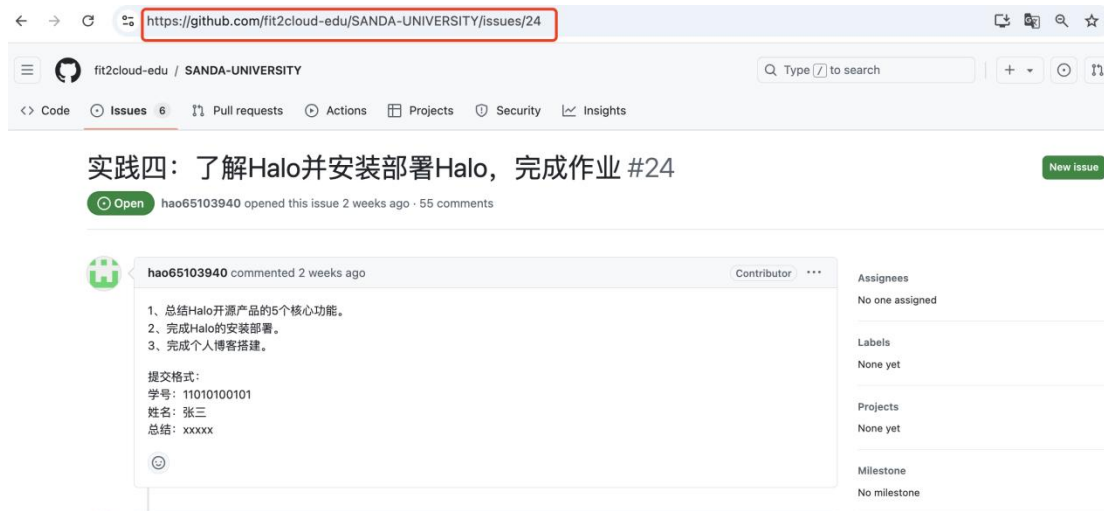 https://github.com/fit2cloud-edu/SANDA-UNIVERSITY/issues/24
fit2cloud-edu / SANDA-UNIVERSITY
Type / to search
Code Issues 6 Pull requests Actions Projects Security Insights
实践四：了解Halo并安装部署Halo，完成作业 #24
New issue
Open hao65103940 opened this issue 2 weeks ago · 55 comments
hao65103940 commented 2 weeks ago Contributor ···
1、总结Halo开源产品的5个核心功能。
2、完成Halo的安装部署。
3、完成个人博客搭建。
提交格式：
学号：11010100101
姓名：张三
总结：xxxxx
Assignees
No one assigned
Labels
None yet
Projects
None yet
Milestone
No milestone